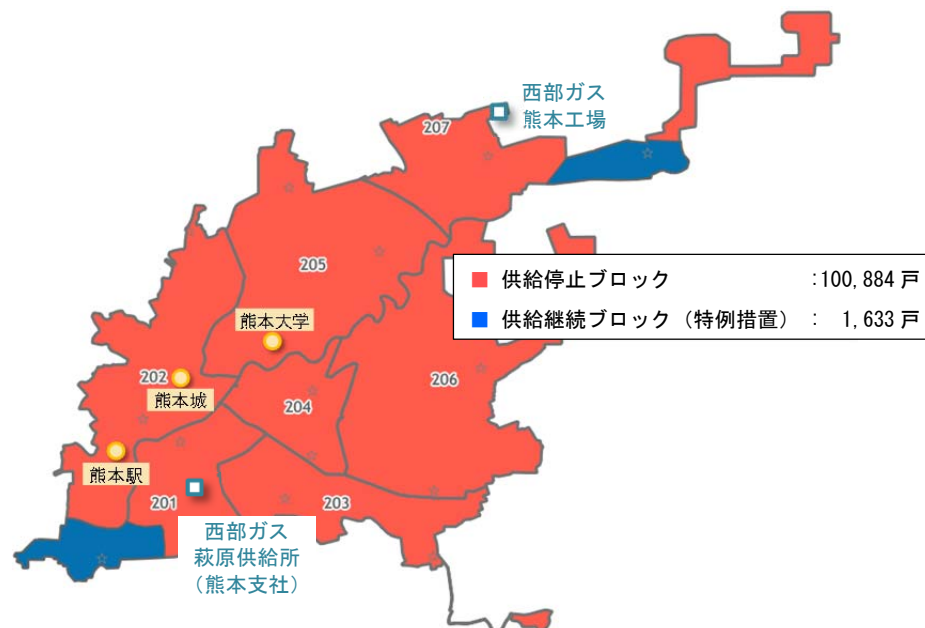 西部ガス
熊本工場
207
205
供給停止ブロック :100,884 戸
供給継続ブロック（特例措置）： 1,633 戸
熊本大学
202
206
熊本城
204
熊本駅
201
203
西部ガス
萩原供給所
（熊本支社）